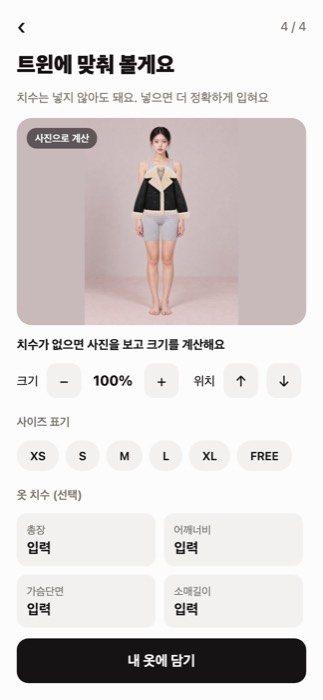 ‹
4 / 4
트윈에 맞춰 볼게요
치수는 넣지 않아도 돼요. 넣으면 더 정확하게 입혀요
사진으로 계산
치수가 없으면 사진을 보고 크기를 계산해요
크기 − 100% + 위치 ↑ ↓
사이즈 표기
XS S M L XL FREE
옷 치수 (선택)
총장 어깨너비
입력 입력
가슴단면 소매길이
입력 입력
내 옷에 담기